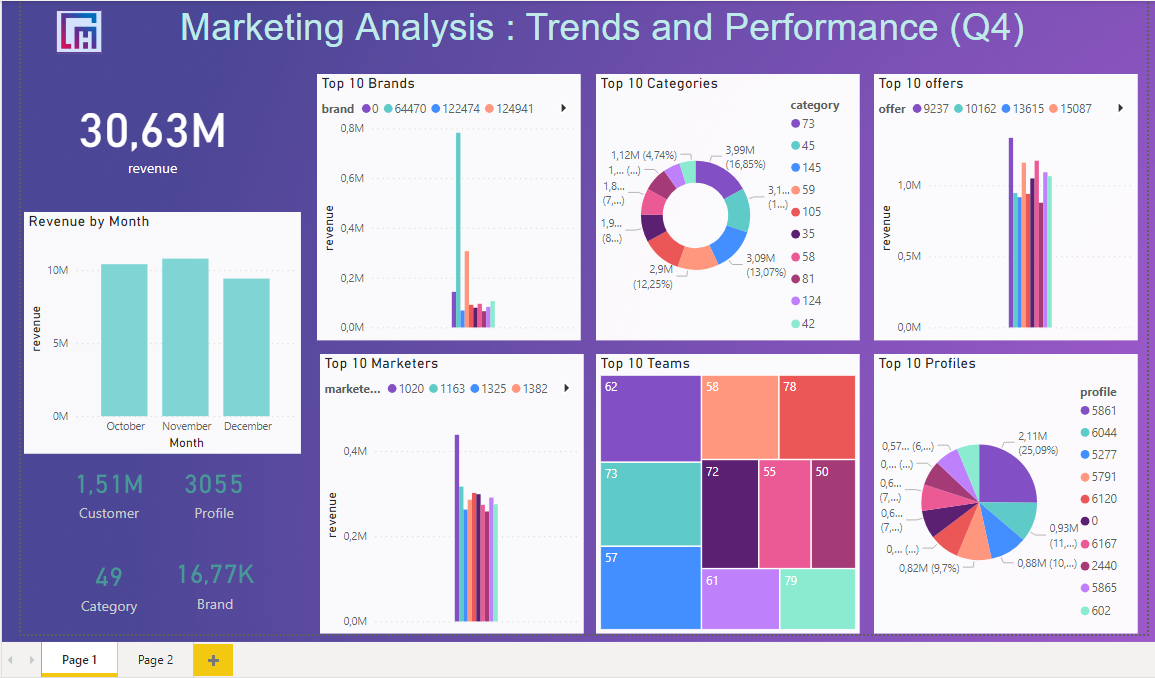 Marketing Analysis : Trends and Performance (Q4)
30,63M
revenue
Revenue by Month
10M
5M
0M
revenue
October November December
Month
1,51M 3055
Customer Profile
49 16,77K
Category Brand
Top 10 Brands
brand 0 64470 122474 124941
0,8M
0,6M
0,4M
0,2M
0,0M
revenue
Top 10 Categories
category
73
45
145
59
105
35
58
81
124
42
3,99M
(16,85%)
3,1...
(1...)
3,09M
(13,07%)
2,9M
(12,25%)
1,9...
(8...)
1,8...
(7,...)
1,... (...)
1,12M (4,74%)
Top 10 offers
offer 9237 10162 13615 15087
1,0M
0,5M
0,0M
revenue
Top 10 Marketers
markete... 1020 1163 1325 1382
0,4M
0,2M
0,0M
revenue
Top 10 Teams
62 58 78
73 72 55 50
57 61 79
Top 10 Profiles
profile
5861
6044
5277
5791
6120
0
6167
2440
5865
602
2,11M
(25,09%)
0,93M
(11,...)
0,88M (10,...)
0,82M (9,7%)
0,... (...)
0,6...
(7,...)
0,6...
(7,...)
0,... (...)
0,57... (6,...)
Page 1 Page 2